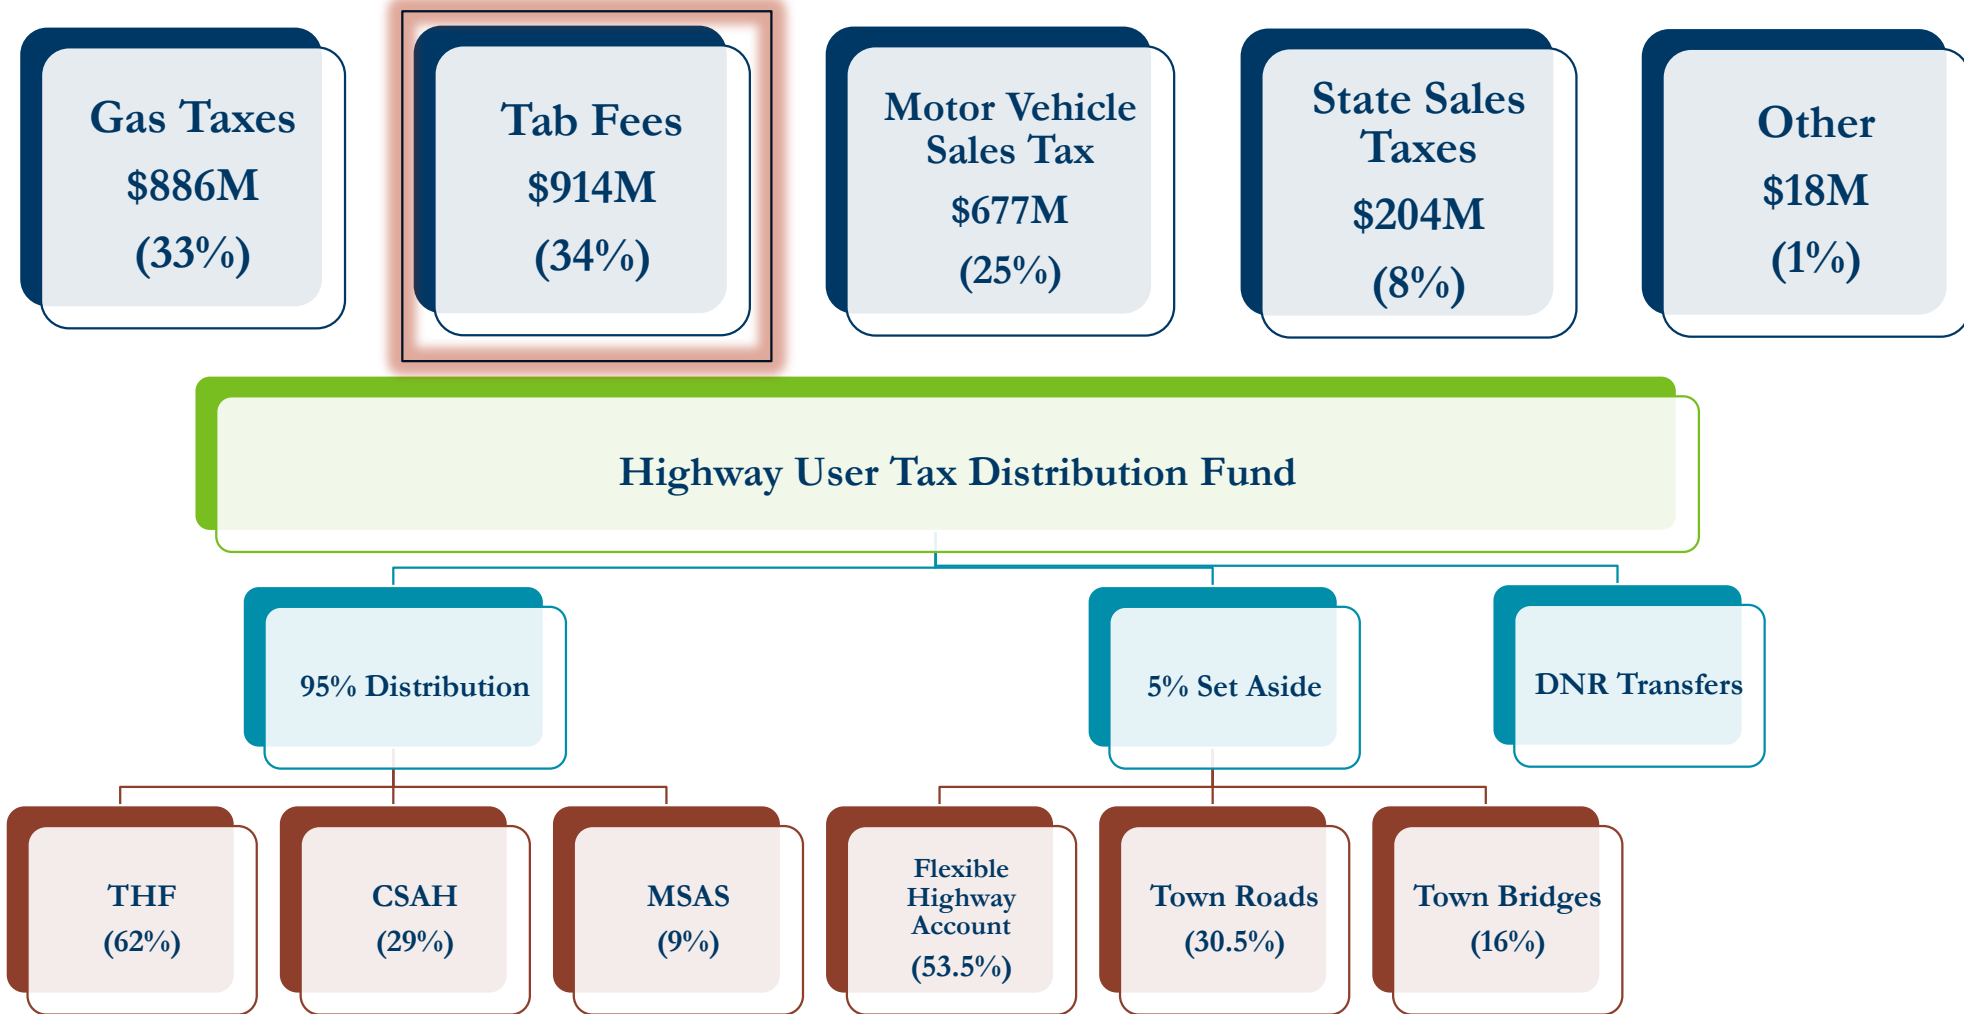 Gas Taxes
$886M
(33%)
Tab Fees
$914M
(34%)
Motor Vehicle
Sales Tax
$677M
(25%)
State Sales
Taxes
$204M
(8%)
Other
$18M
(1%)
Highway User Tax Distribution Fund
95% Distribution
5% Set Aside
DNR Transfers
THF
(62%)
CSAH
(29%)
MSAS
(9%)
Flexible
Highway
Account
(53.5%)
Town Roads
(30.5%)
Town Bridges
(16%)